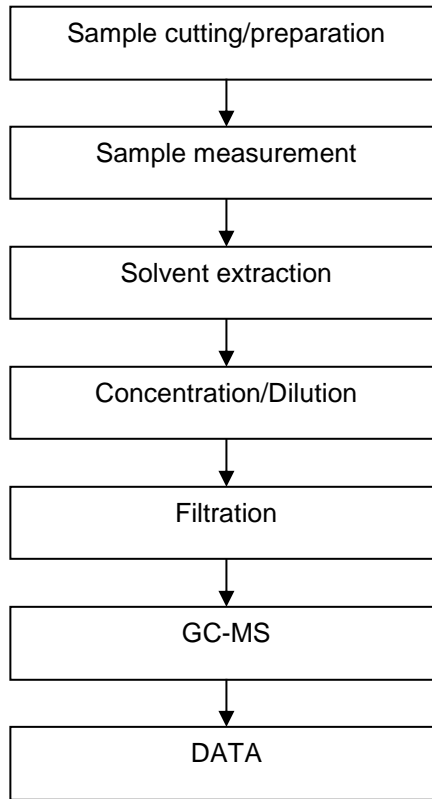 Sample cutting/preparation
Sample measurement
Solvent extraction
Concentration/Dilution
Filtration
GC-MS
DATA